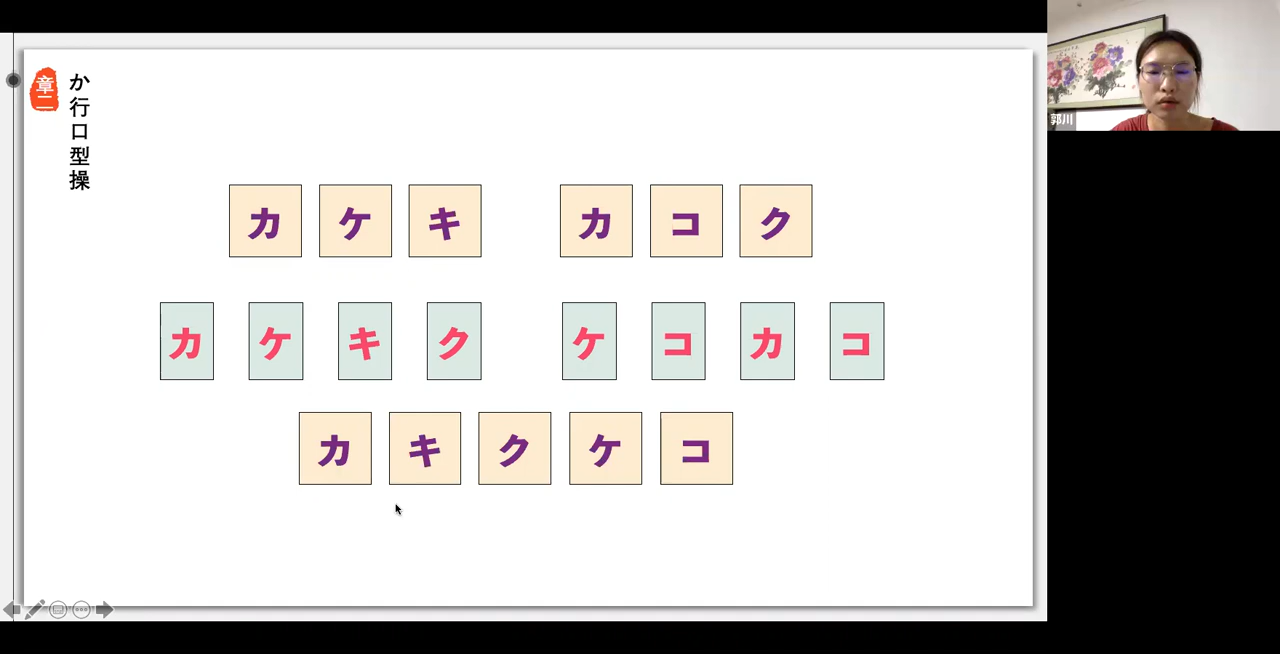 章二
か行口型操
カケキ カコク
カケキク ケコカコ
カキクケコ
郭川